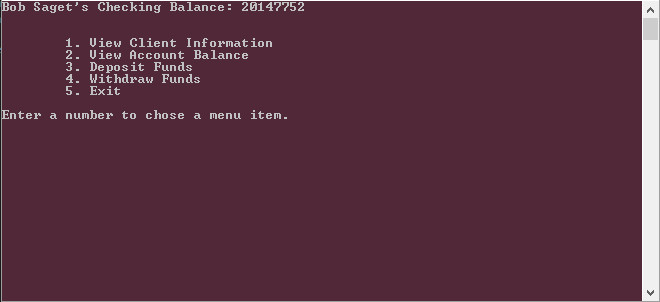 Bob Saget's Checking Balance: 20147752
1. View Client Information
2. View Account Balance
3. Deposit Funds
4. Withdraw Funds
5. Exit
Enter a number to chose a menu item.